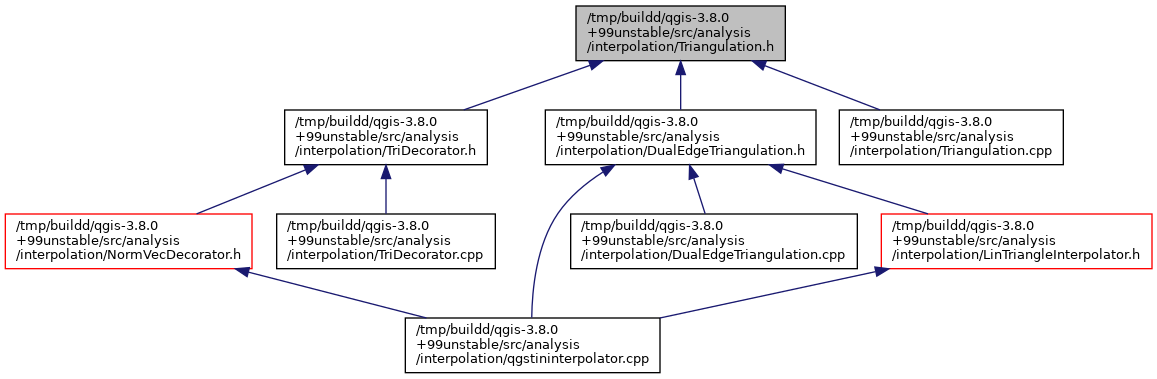 /tmp/buildd/qgis-3.8.0
+99unstable/src/analysis
/interpolation/Triangulation.h
/tmp/buildd/qgis-3.8.0
+99unstable/src/analysis
/interpolation/TriDecorator.h
/tmp/buildd/qgis-3.8.0
+99unstable/src/analysis
/interpolation/DualEdgeTriangulation.h
/tmp/buildd/qgis-3.8.0
+99unstable/src/analysis
/interpolation/Triangulation.cpp
/tmp/buildd/qgis-3.8.0
+99unstable/src/analysis
/interpolation/NormVecDecorator.h
/tmp/buildd/qgis-3.8.0
+99unstable/src/analysis
/interpolation/TriDecorator.cpp
/tmp/buildd/qgis-3.8.0
+99unstable/src/analysis
/interpolation/DualEdgeTriangulation.cpp
/tmp/buildd/qgis-3.8.0
+99unstable/src/analysis
/interpolation/LinTriangleInterpolator.h
/tmp/buildd/qgis-3.8.0
+99unstable/src/analysis
/interpolation/qgstininterpolator.cpp